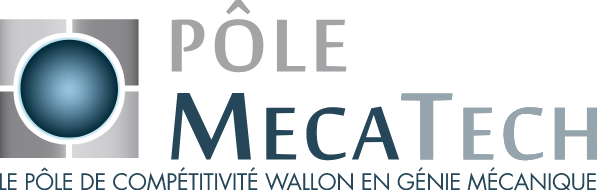 PÔLE
MECATECH
LE PÔLE DE COMPÉTITIVITÉ WALLON EN GÉNIE MÉCANIQUE